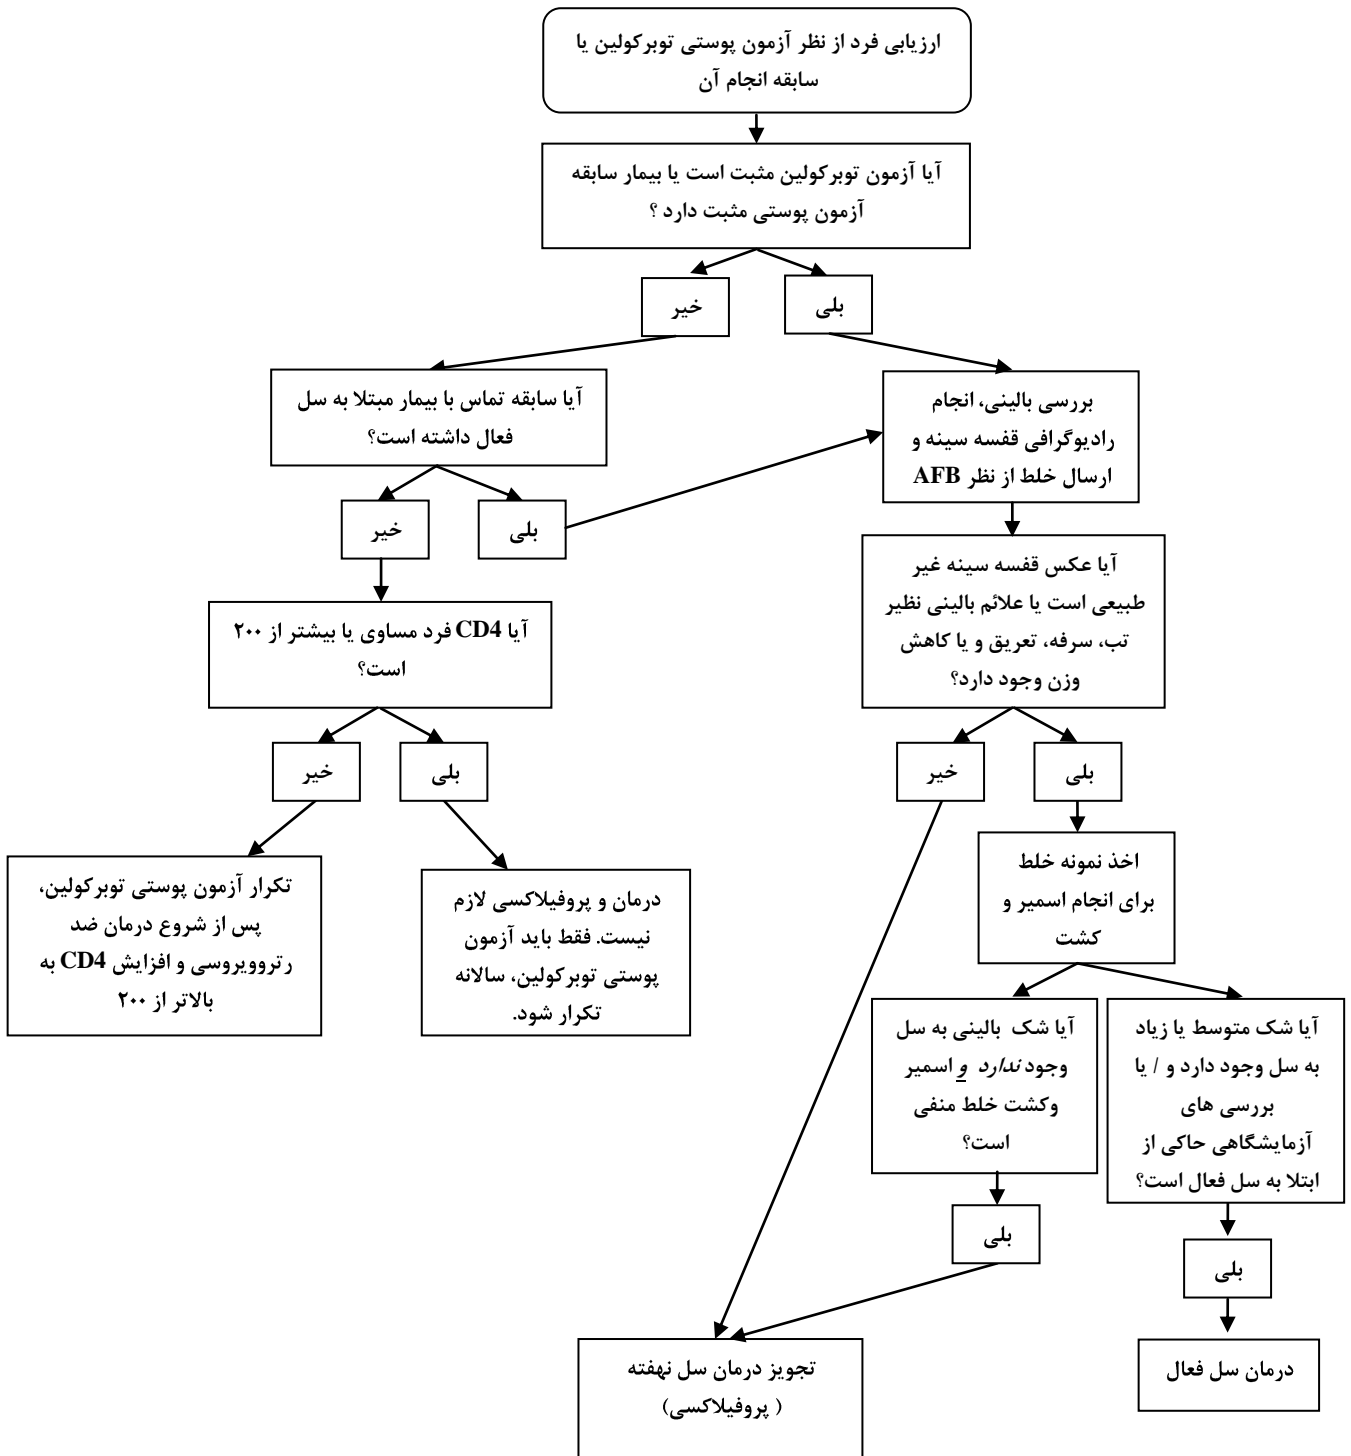 ارزیابی فرد از نظر آزمون پوستی توبرکولین یا
سابقه انجام آن
آیا آزمون توبرکولین مثبت است یا بیمار سابقه
آزمون پوستی مثبت دارد ؟
بلی
خیر
بررسی بالینی، انجام
رادیوگرافی قفسه سینه و
ارسال خلط از نظر AFB
آیا سابقه تماس با بیمار مبتلا به سل
فعال داشته است؟
بلی
خیر
آیا عکس قفسه سینه غیر
طبیعی است یا علائم بالینی نظیر
تب، سرفه، تعریق و یا کاهش
وزن وجود دارد؟
آیا CD4 فرد مساوی یا بیشتر از ۲۰۰
است؟
بلی
خیر
بلی
خیر
اخذ نمونه خلط
برای انجام اسمیر و
کشت
درمان و پروفیلاکسی لازم
نیست. فقط باید آزمون
پوستی توبرکولین، سالانه
تکرار شود.
تکرار آزمون پوستی توبرکولین،
پس از شروع درمان ضد
رتروویروسی و افزایش CD4 به
بالاتر از ۲۰۰
آیا شک متوسط یا زیاد
به سل وجود دارد و / یا
بررسی های
آزمایشگاهی حاکی از
ابتلا به سل فعال است؟
آیا شک بالینی به سل
وجود ندارد و اسمیر
وکشت خلط منفی
است؟
بلی
بلی
درمان سل فعال
تجویز درمان سل نهفته
( پروفیلاکسی)